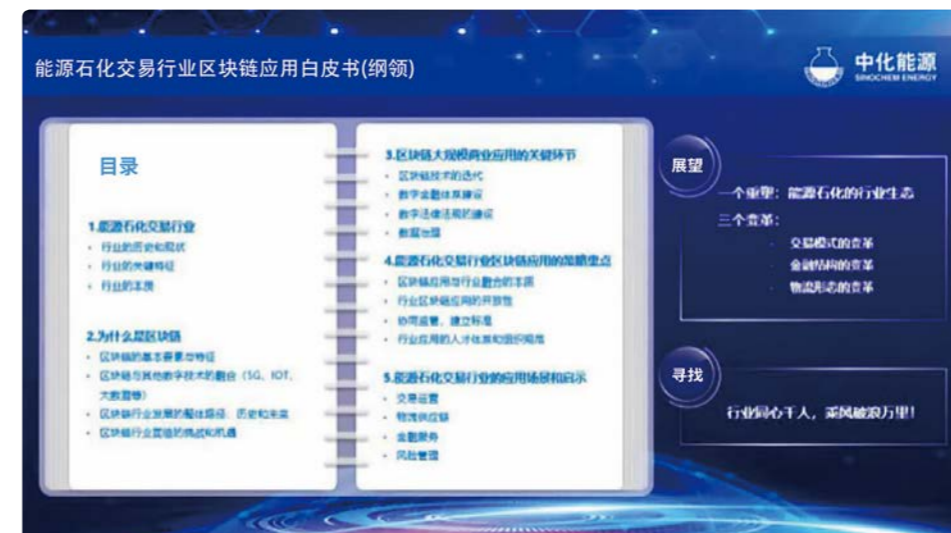 能源石化交易行业区块链应用白皮书(纲领)
中化能源
SINOCHEM ENERGY
目录
1.能源石化交易行业
· 行业的历史和现状
· 行业的关键特征
· 行业的本质
2.为什么是区块链
· 区块链的基本要素与特征
· 区块链与其他数字技术的融合（5G，IOT，
大数据等）
· 区块链行业发展的整体路径：历史和未来
· 区块链行业面临的挑战和机遇
3.区块链大规模商业应用的关键环节
· 区块链技术的迭代
· 数字金融体系建设
· 数字法律法规的建设
· 数据治理
4.能源石化交易行业区块链应用的策略重点
· 区块链应用与行业融合的本质
· 行业区块链应用的开放性
· 协同监管，建立标准
· 行业应用的人才体系和组织规范
5.能源石化交易行业的应用场景和启示
· 交易运营
· 物流供应链
· 金融服务
· 风险管理
展望
一个重塑：能源石化的行业生态
三个变革：
· 交易模式的变革
· 金融结构的变革
· 物流形态的变革
寻找
行业同心千人，乘风破浪万里！